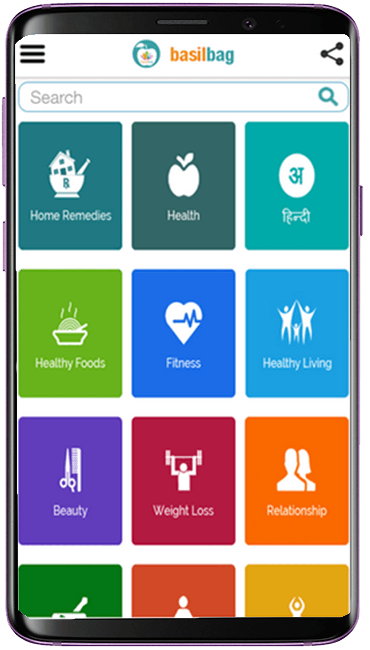 basilbag
Search
Home Remedies
Health
अ
हिन्दी
Healthy Foods
Fitness
Healthy Living
Beauty
Weight Loss
Relationship